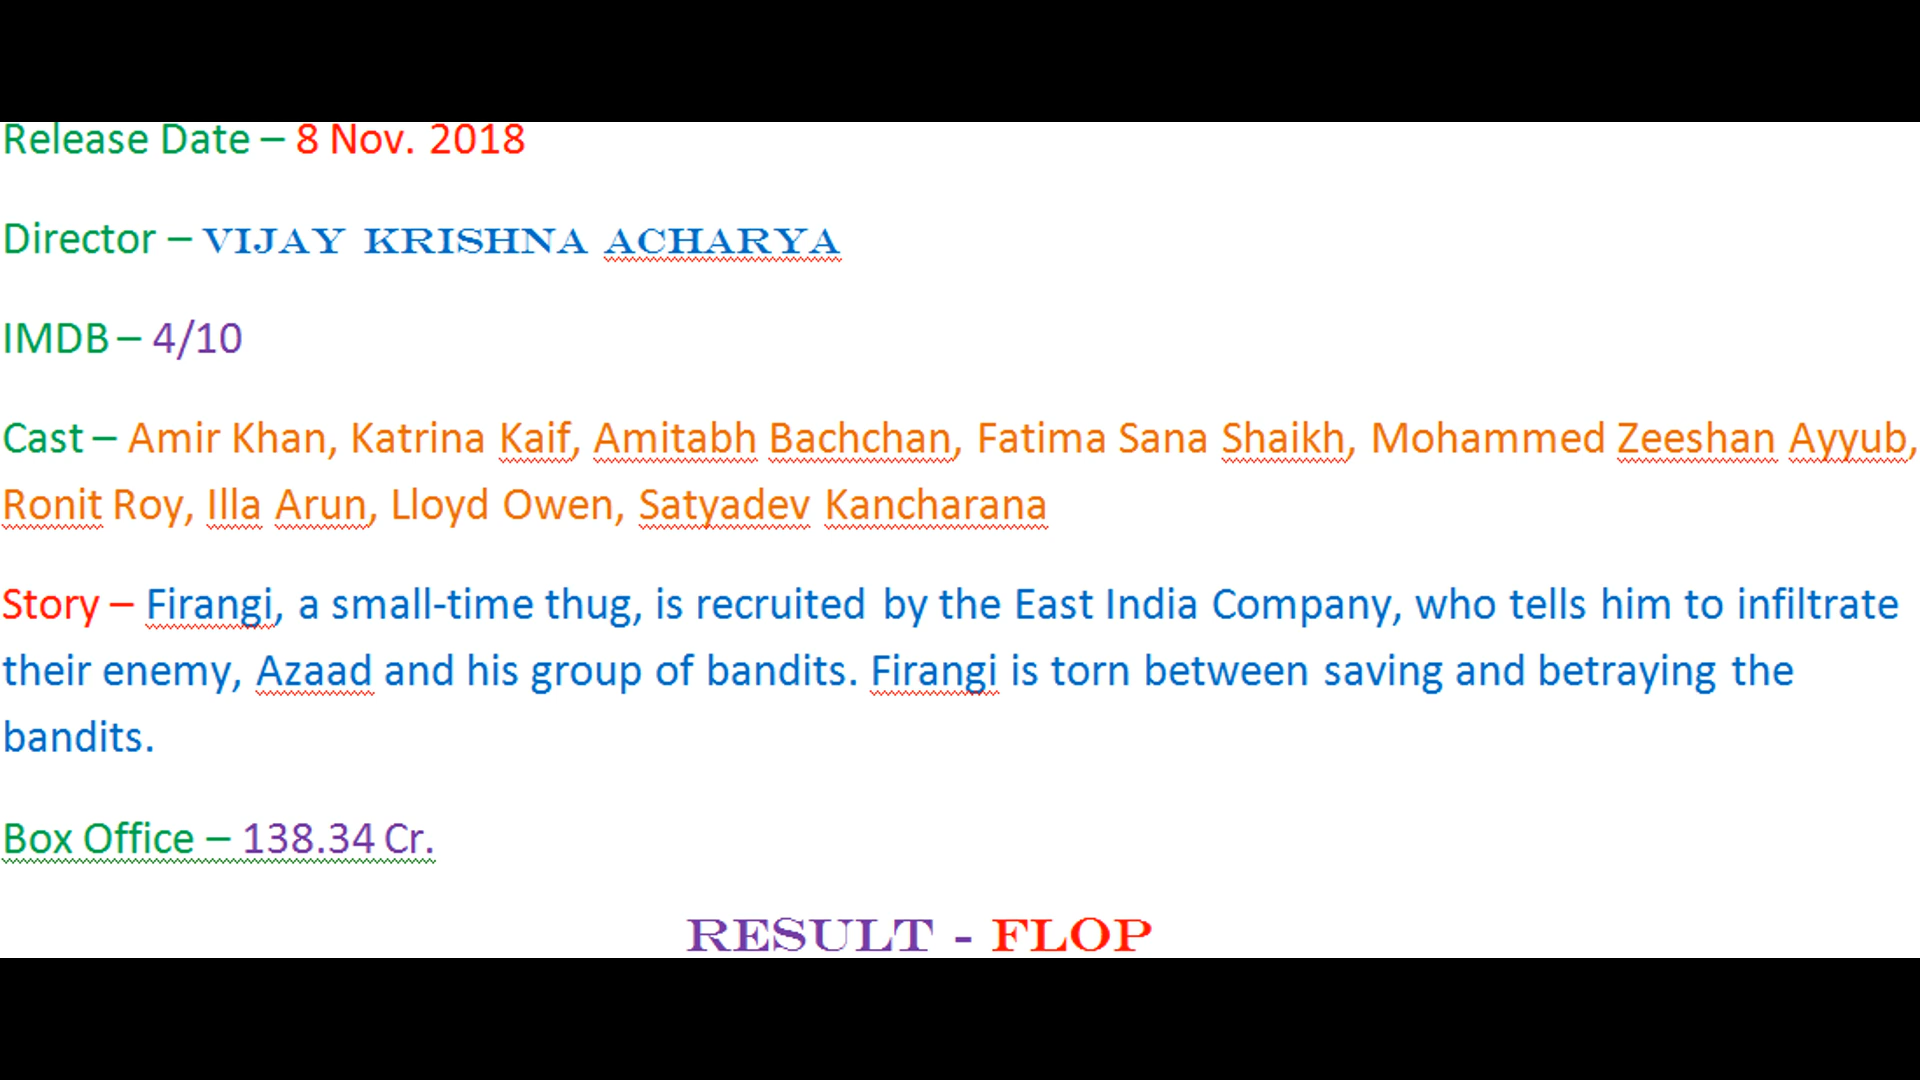 Release Date – 8 Nov. 2018
Director – VIJAY KRISHNA ACHARYA
IMDB – 4/10
Cast – Amir Khan, Katrina Kaif, Amitabh Bachchan, Fatima Sana Shaikh, Mohammed Zeeshan Ayyub,
Ronit Roy, Illa Arun, Lloyd Owen, Satyadev Kancharana
Story – Firangi, a small-time thug, is recruited by the East India Company, who tells him to infiltrate
their enemy, Azaad and his group of bandits. Firangi is torn between saving and betraying the
bandits.
Box Office – 138.34 Cr.
RESULT - FLOP